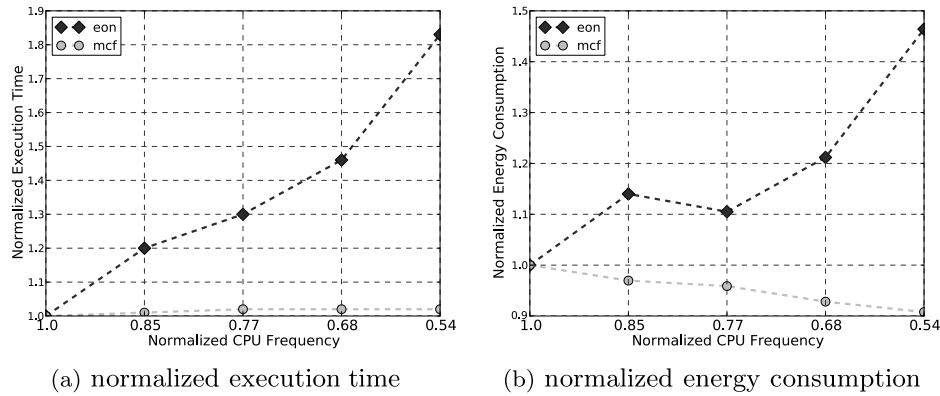 1.9
1.8
1.7
1.6
1.5
1.4
1.3
1.2
1.1
1.0
Normalized Execution Time
eon
mcf
1.0 0.85 0.77 0.68 0.54
Normalized CPU Frequency
(a) normalized execution time
1.5
1.4
1.3
1.2
1.1
1.0
0.9
Normalized Energy Consumption
eon
mcf
1.0 0.85 0.77 0.68 0.54
Normalized CPU Frequency
(b) normalized energy consumption